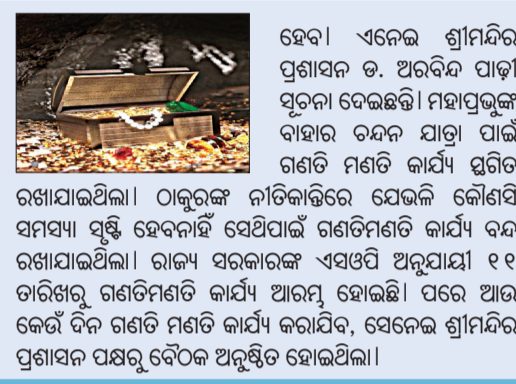 ହେବ। ଏନେଇ ଶ୍ରୀମନ୍ଦିର
ପ୍ରଶାସନ ଡ. ଅରବିନ୍ଦ ପାଢ଼ୀ
ସୂଚନା ଦେଇଛନ୍ତି। ମହାପ୍ରଭୁଙ୍କ
ବାହାର ଚନ୍ଦନ ଯାତ୍ରା ପାଇଁ
ଗଣତି ମଣତି କାର୍ଯ୍ୟ ସ୍ଥଗିତ
ରଖାଯାଇଥିଲା। ଠାକୁରଙ୍କ ନୀତିକାନ୍ତିରେ ଯେଭଳି କୌଣସି
ସମସ୍ୟା ସୃଷ୍ଟି ହେବନାହିଁ ସେଥିପାଇଁ ଗଣତିମଣତି କାର୍ଯ୍ୟ ବନ୍ଦ
ରଖାଯାଇଥିଲା। ରାଜ୍ୟ ସରକାରଙ୍କ ଏସଓପି ଅନୁଯାୟୀ ୧୧
ତାରିଖରୁ ଗଣତିମଣତି କାର୍ଯ୍ୟ ଆରମ୍ଭ ହୋଇଛି। ପରେ ଆଉ
କେଉଁ ଦିନ ଗଣତି ମଣତି କାର୍ଯ୍ୟ କରାଯିବ, ସେନେଇ ଶ୍ରୀମନ୍ଦିର
ପ୍ରଶାସନ ପକ୍ଷରୁ ବୈଠକ ଅନୁଷ୍ଠିତ ହୋଇଥିଲା।